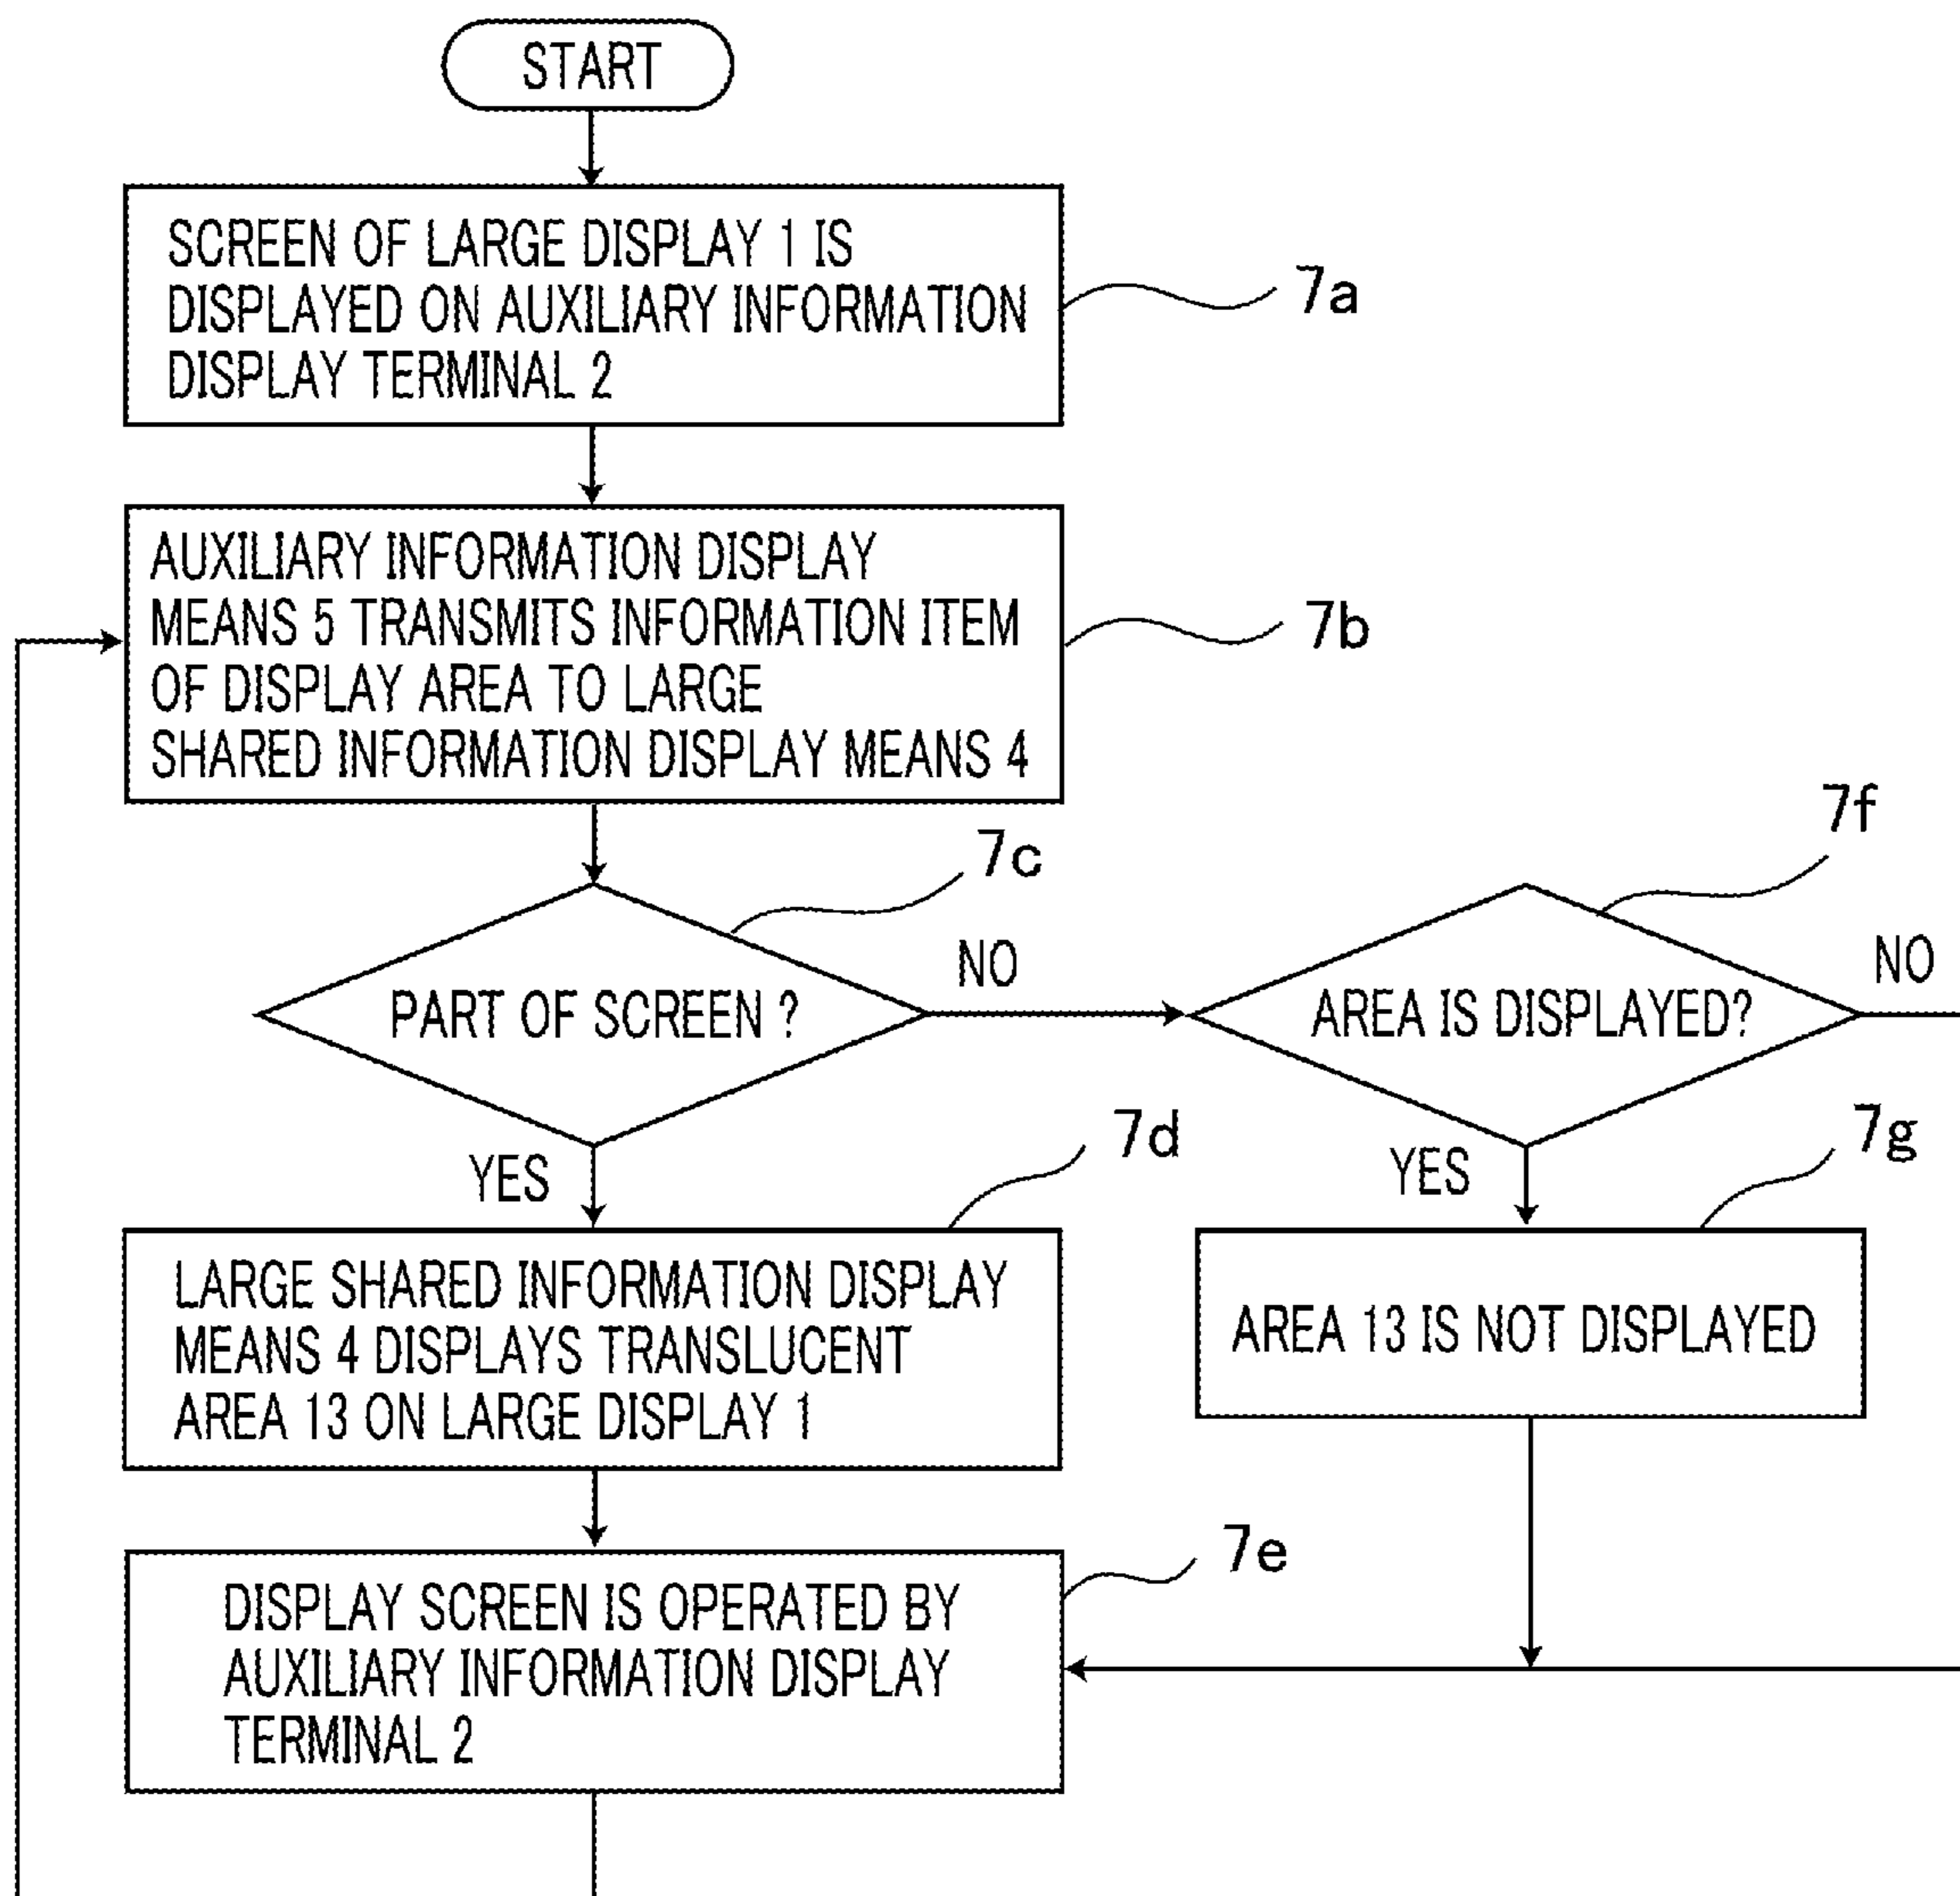 START
SCREEN OF LARGE DISPLAY 1 IS
DISPLAYED ON AUXILIARY INFORMATION
DISPLAY TERMINAL 2
7a
AUXILIARY INFORMATION DISPLAY
MEANS 5 TRANSMITS INFORMATION ITEM
OF DISPLAY AREA TO LARGE
SHARED INFORMATION DISPLAY MEANS 4
7b
7c
PART OF SCREEN ?
NO
YES
7f
AREA IS DISPLAYED?
NO
YES
7d
LARGE SHARED INFORMATION DISPLAY
MEANS 4 DISPLAYS TRANSLUCENT
AREA 13 ON LARGE DISPLAY 1
7g
AREA 13 IS NOT DISPLAYED
7e
DISPLAY SCREEN IS OPERATED BY
AUXILIARY INFORMATION DISPLAY
TERMINAL 2